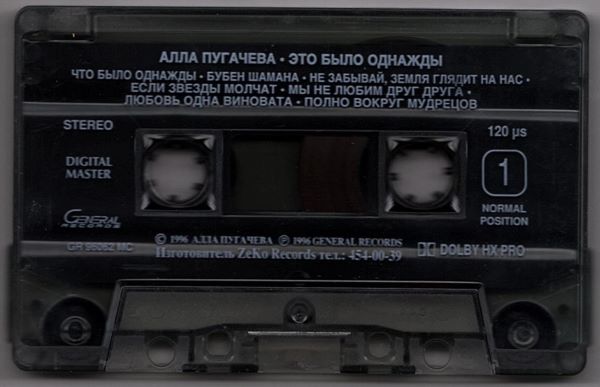 АЛЛА ПУГАЧЕВА • ЭТО БЫЛО ОДНАЖДЫ
ЧТО БЫЛО ОДНАЖДЫ • БУБЕН ШАМАНА • НЕ ЗАБЫВАЙ, ЗЕМЛЯ ГЛЯДИТ НА НАС •
ЕСЛИ ЗВЕЗДЫ МОЛЧАТ • МЫ НЕ ЛЮБИМ ДРУГ ДРУГА •
ЛЮБОВЬ ОДНА ВИНОВАТА • ПОЛНО ВОКРУГ МУДРЕЦОВ
STEREO
120 µs
DIGITAL
MASTER
1
NORMAL
POSITION
GENERAL
RECORDS
GR 96062 MC
© 1996 АЛЛА ПУГАЧЕВА ℗ 1996 GENERAL RECORDS
Изготовитель ZeKo Records тел.: 454-00-39
DOLBY HX PRO